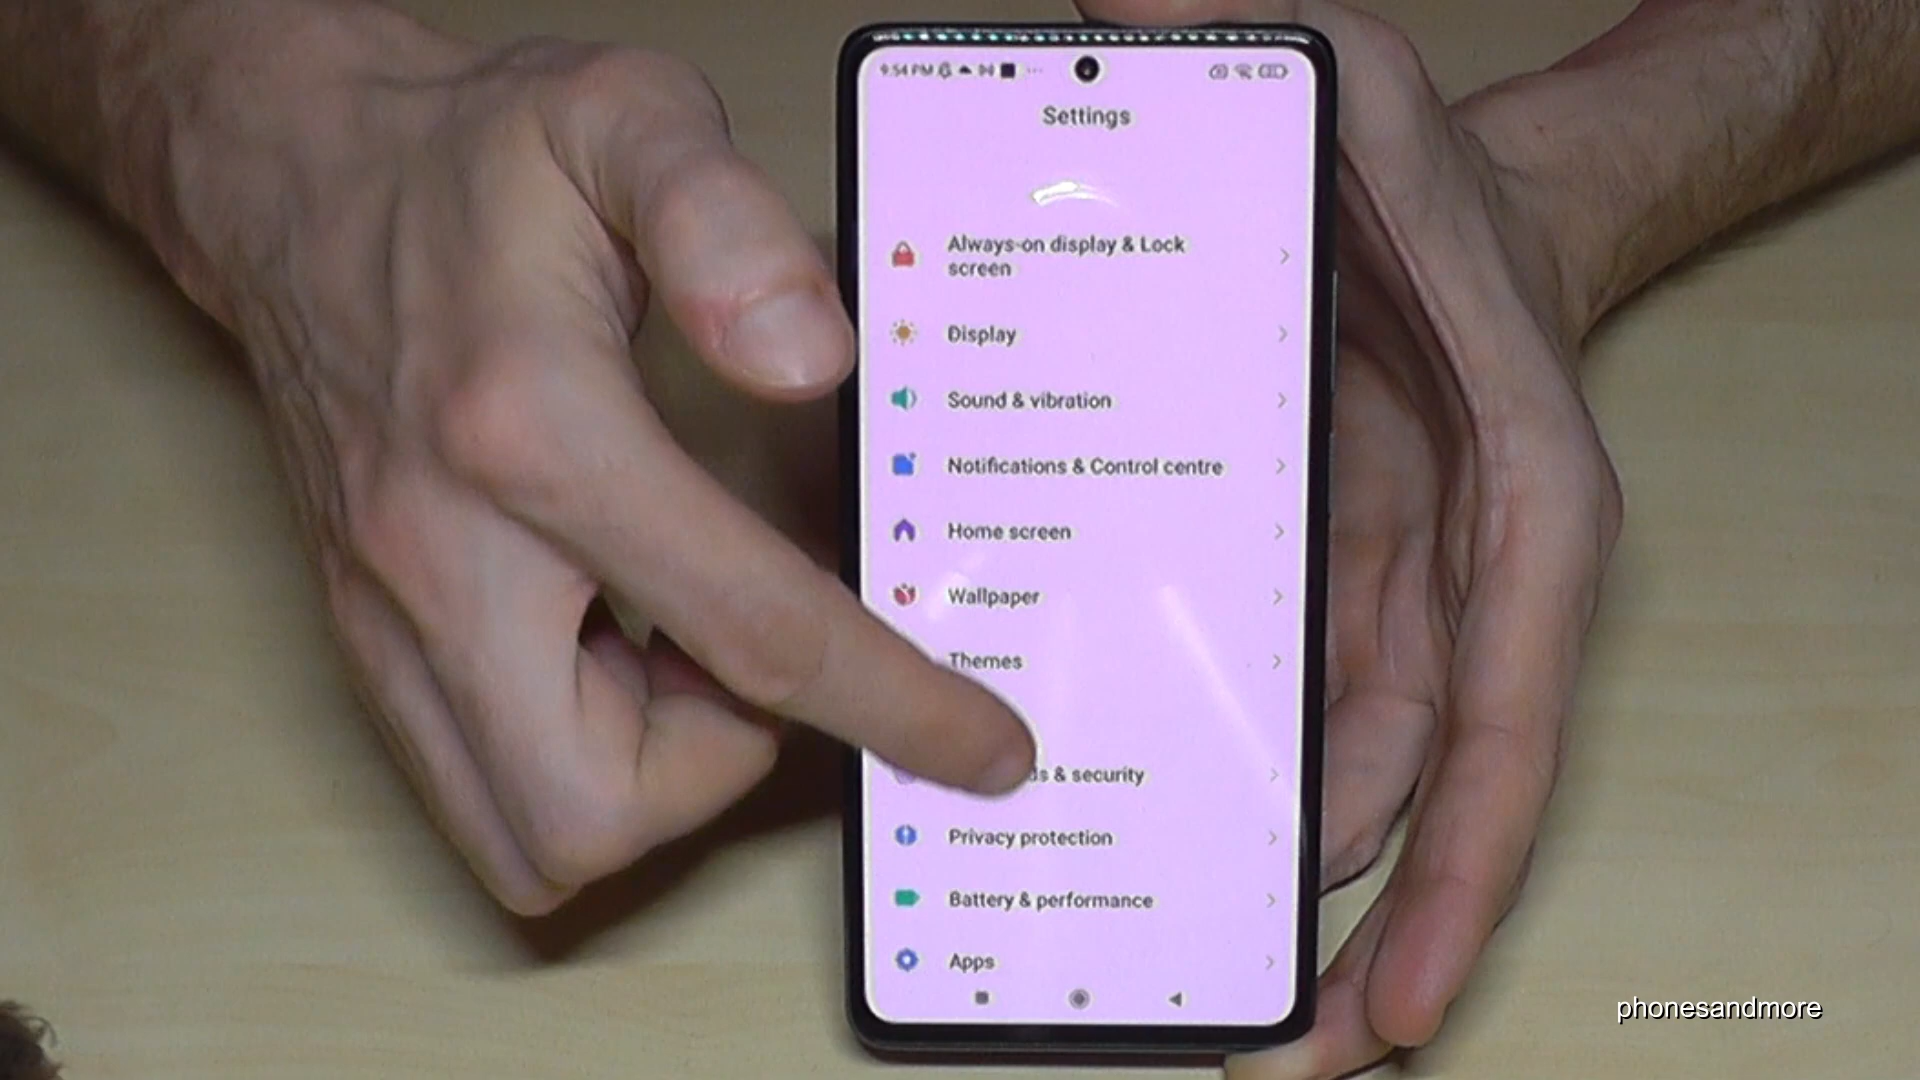 9:54 PM
Settings
Always-on display & Lock
screen
Display
Sound & vibration
Notifications & Control centre
Home screen
Wallpaper
Themes
& security
Privacy protection
Battery & performance
Apps
phonesandmore